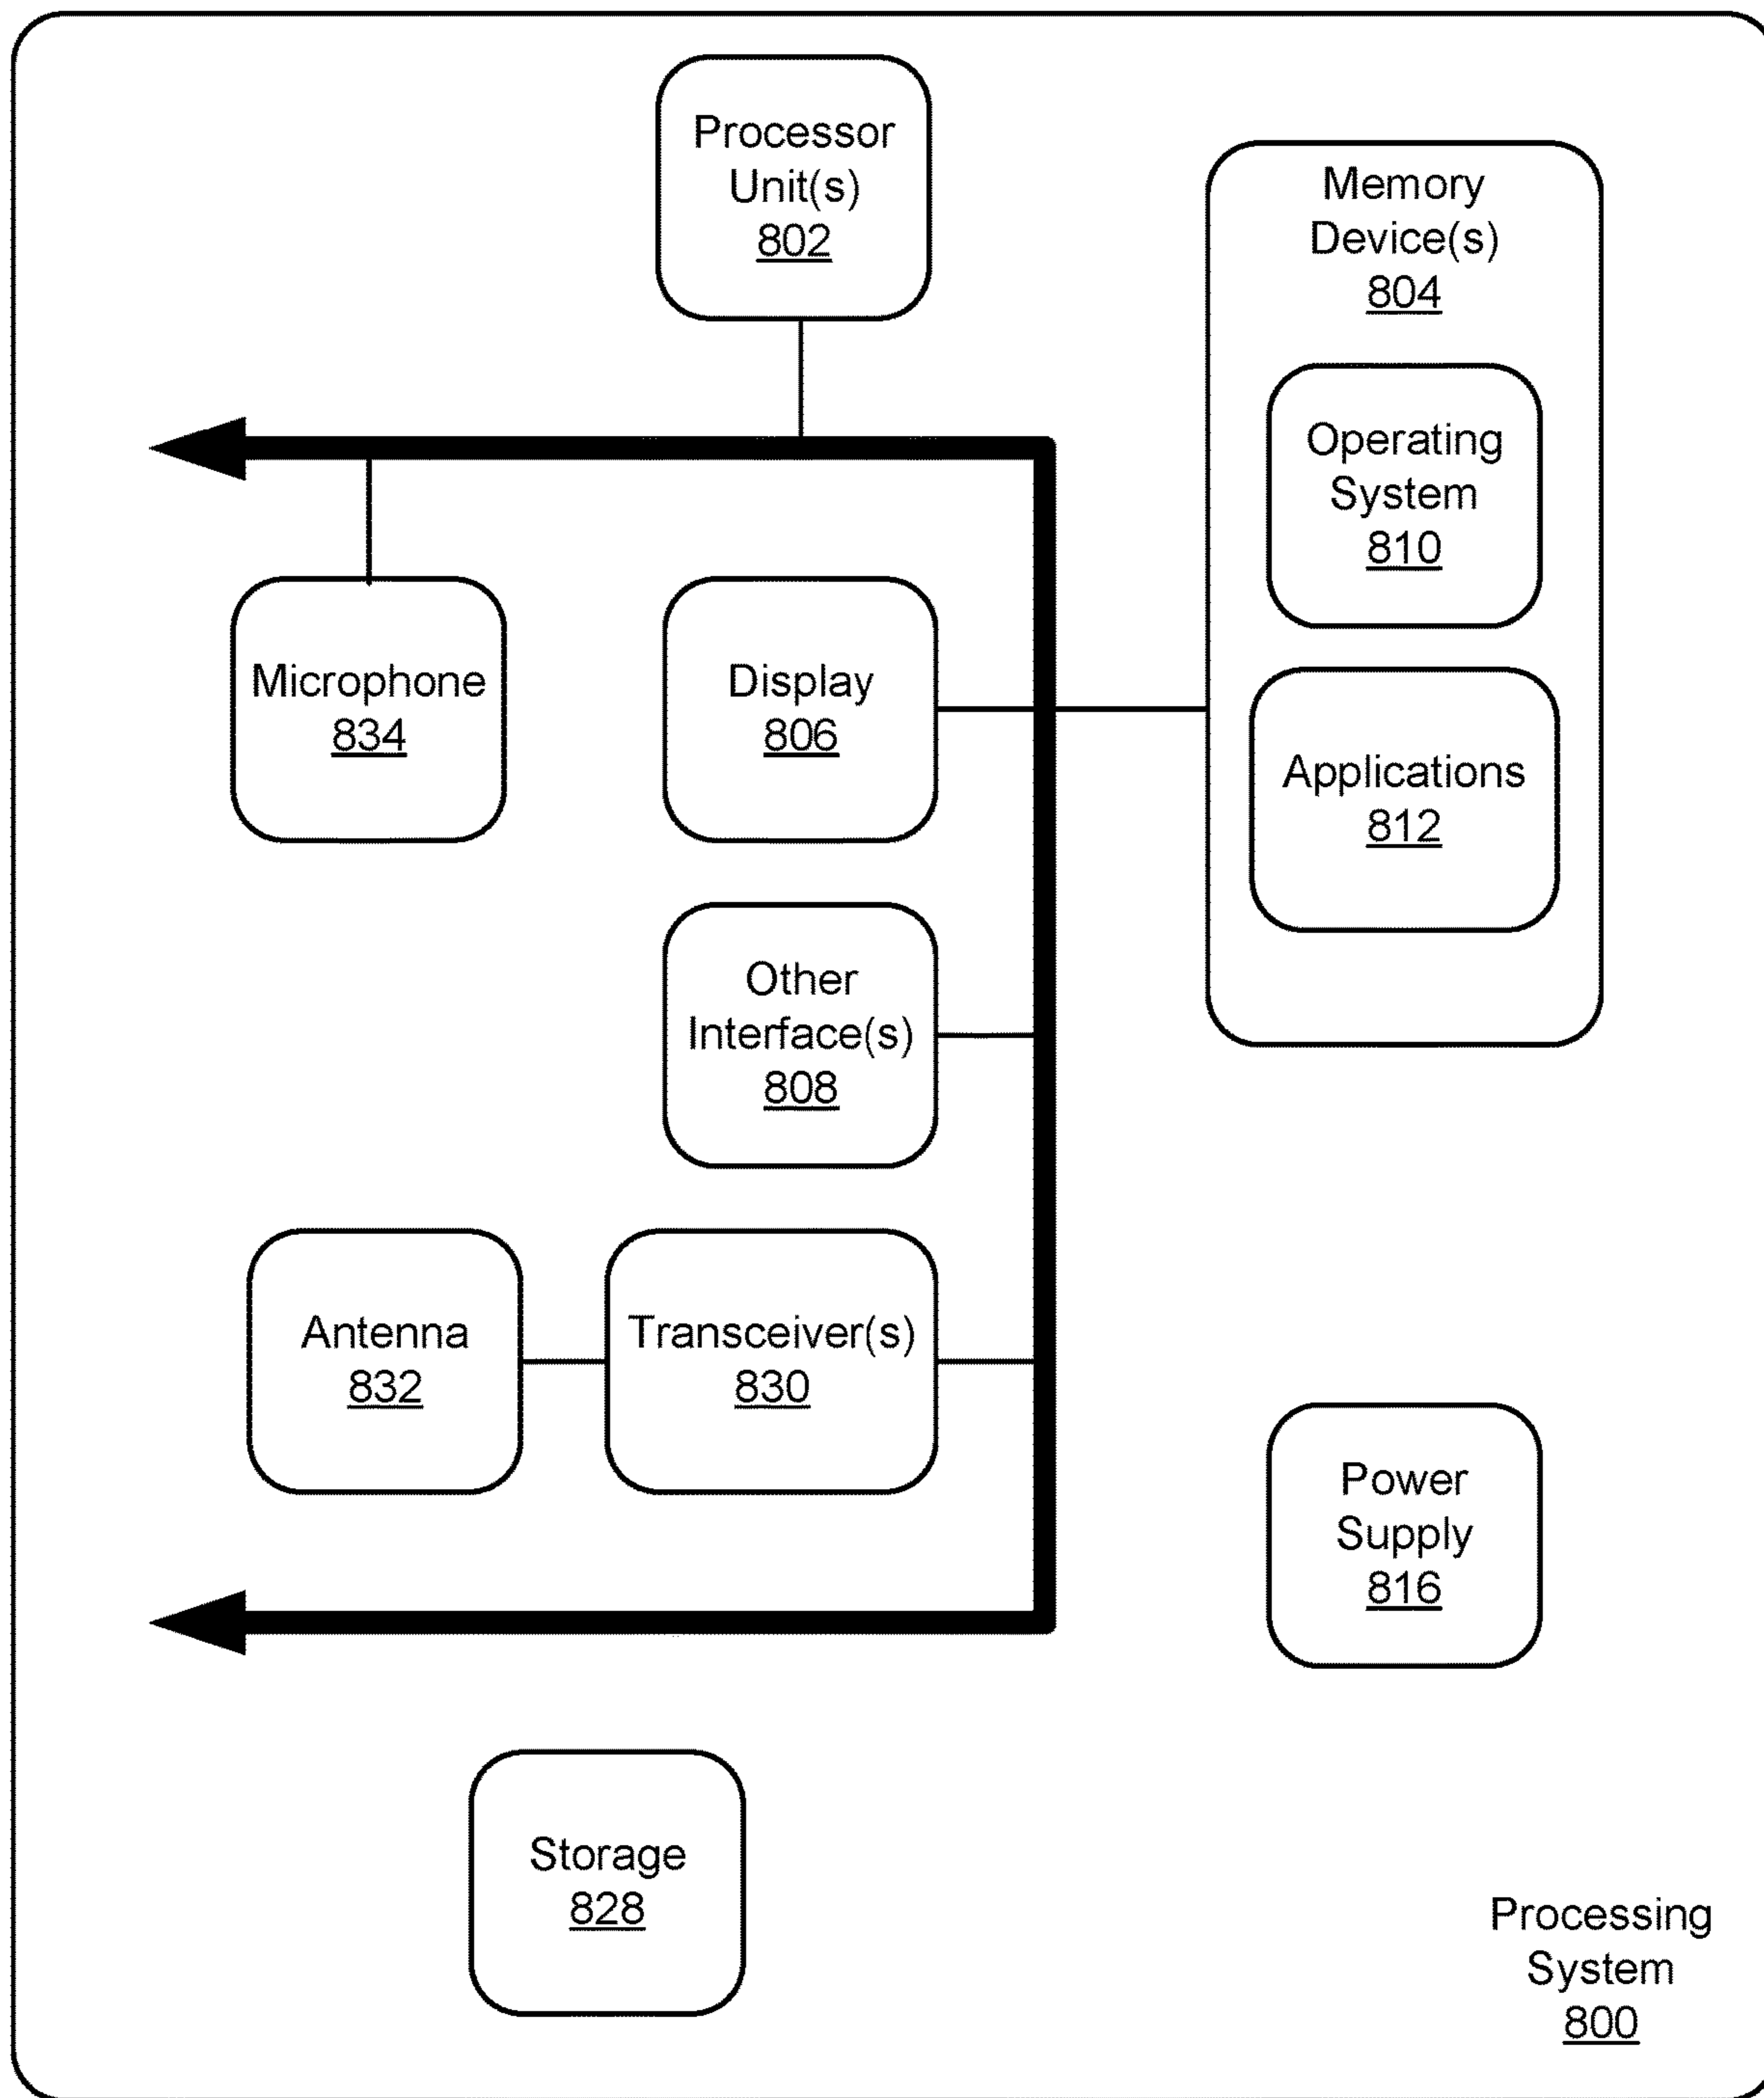 Processor
Unit(s)
802
Memory
Device(s)
804
Operating
System
810
Microphone
834
Display
806
Applications
812
Other
Interface(s)
808
Antenna
832
Transceiver(s)
830
Power
Supply
816
Storage
828
Processing
System
800